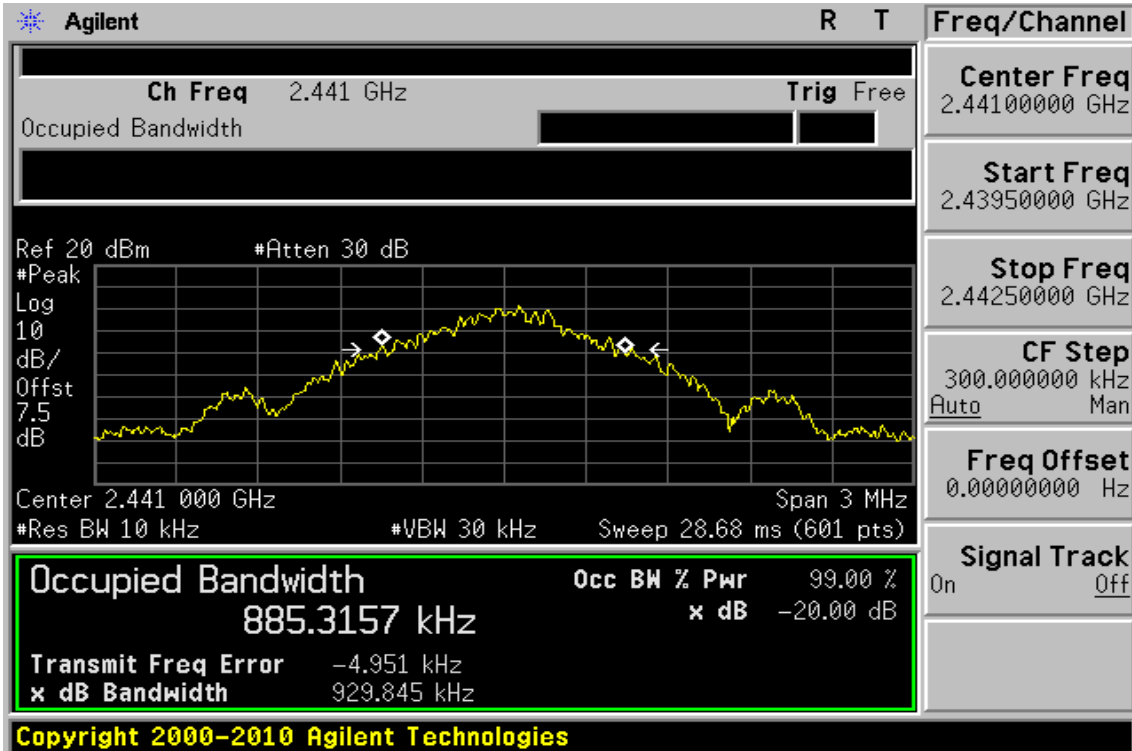 Agilent R T Freq/Channel
Ch Freq 2.441 GHz Trig Free
Occupied Bandwidth
Center Freq
2.44100000 GHz
Start Freq
2.43950000 GHz
Stop Freq
2.44250000 GHz
CF Step
300.000000 kHz
Auto Man
Freq Offset
0.00000000 Hz
Signal Track
On Off
Ref 20 dBm #Atten 30 dB
#Peak
Log
10
dB/
Offst
7.5
dB
Center 2.441 000 GHz Span 3 MHz
#Res BW 10 kHz #VBW 30 kHz Sweep 28.68 ms (601 pts)
Occupied Bandwidth
885.3157 kHz
Occ BW % Pwr 99.00 %
x dB -20.00 dB
Transmit Freq Error -4.951 kHz
x dB Bandwidth 929.845 kHz
Copyright 2000-2010 Agilent Technologies